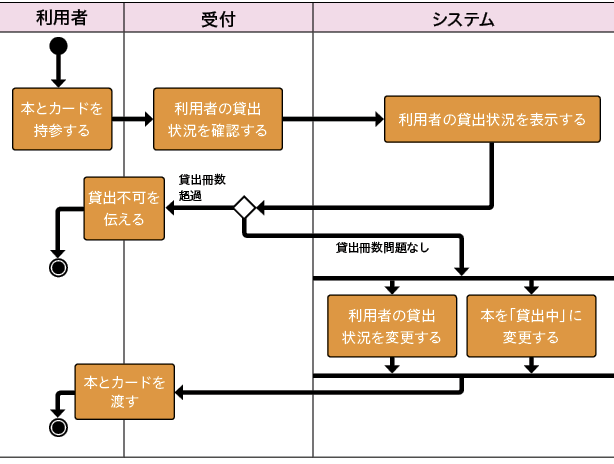 利用者
受付
システム
本とカードを
持参する
利用者の貸出
状況を確認する
利用者の貸出状況を表示する
貸出不可を
伝える
貸出冊数
超過
貸出冊数問題なし
利用者の貸出
状況を変更する
本を「貸出中」に
変更する
本とカードを
渡す